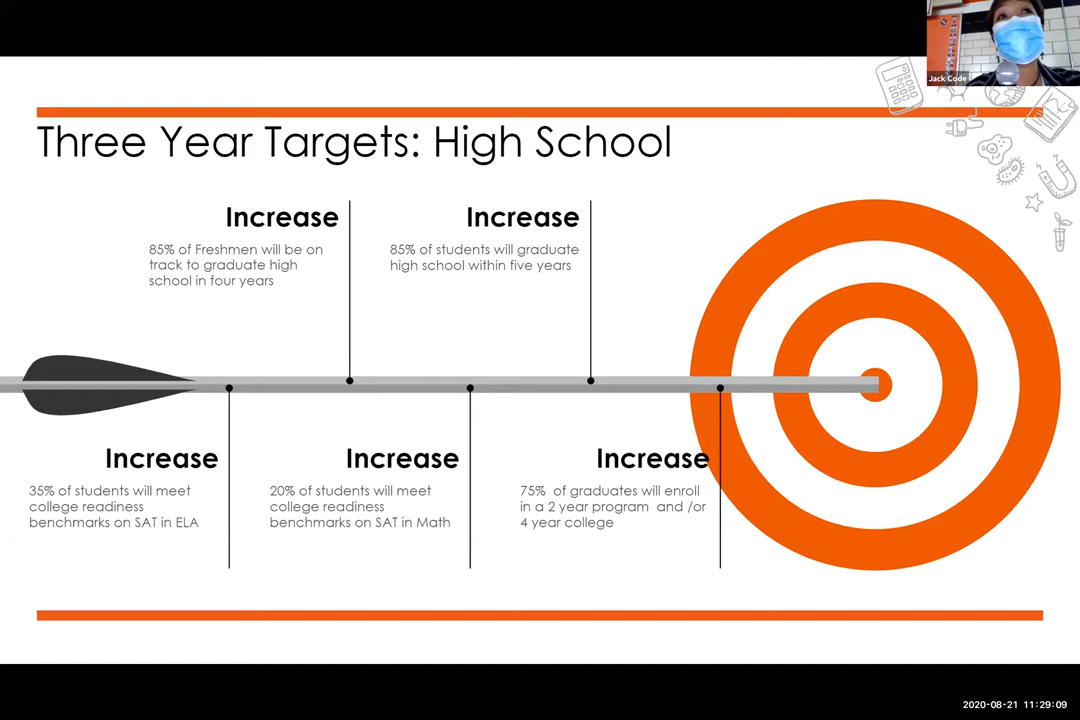 Jack Code
Three Year Targets: High School
Increase
85% of Freshmen will be on
track to graduate high
school in four years
Increase
85% of students will graduate
high school within five years
Increase
35% of students will meet
college readiness
benchmarks on SAT in ELA
Increase
20% of students will meet
college readiness
benchmarks on SAT in Math
Increase
75%  of graduates will enroll
in a 2 year program  and /or
4 year college
2020-08-21 11:29:09